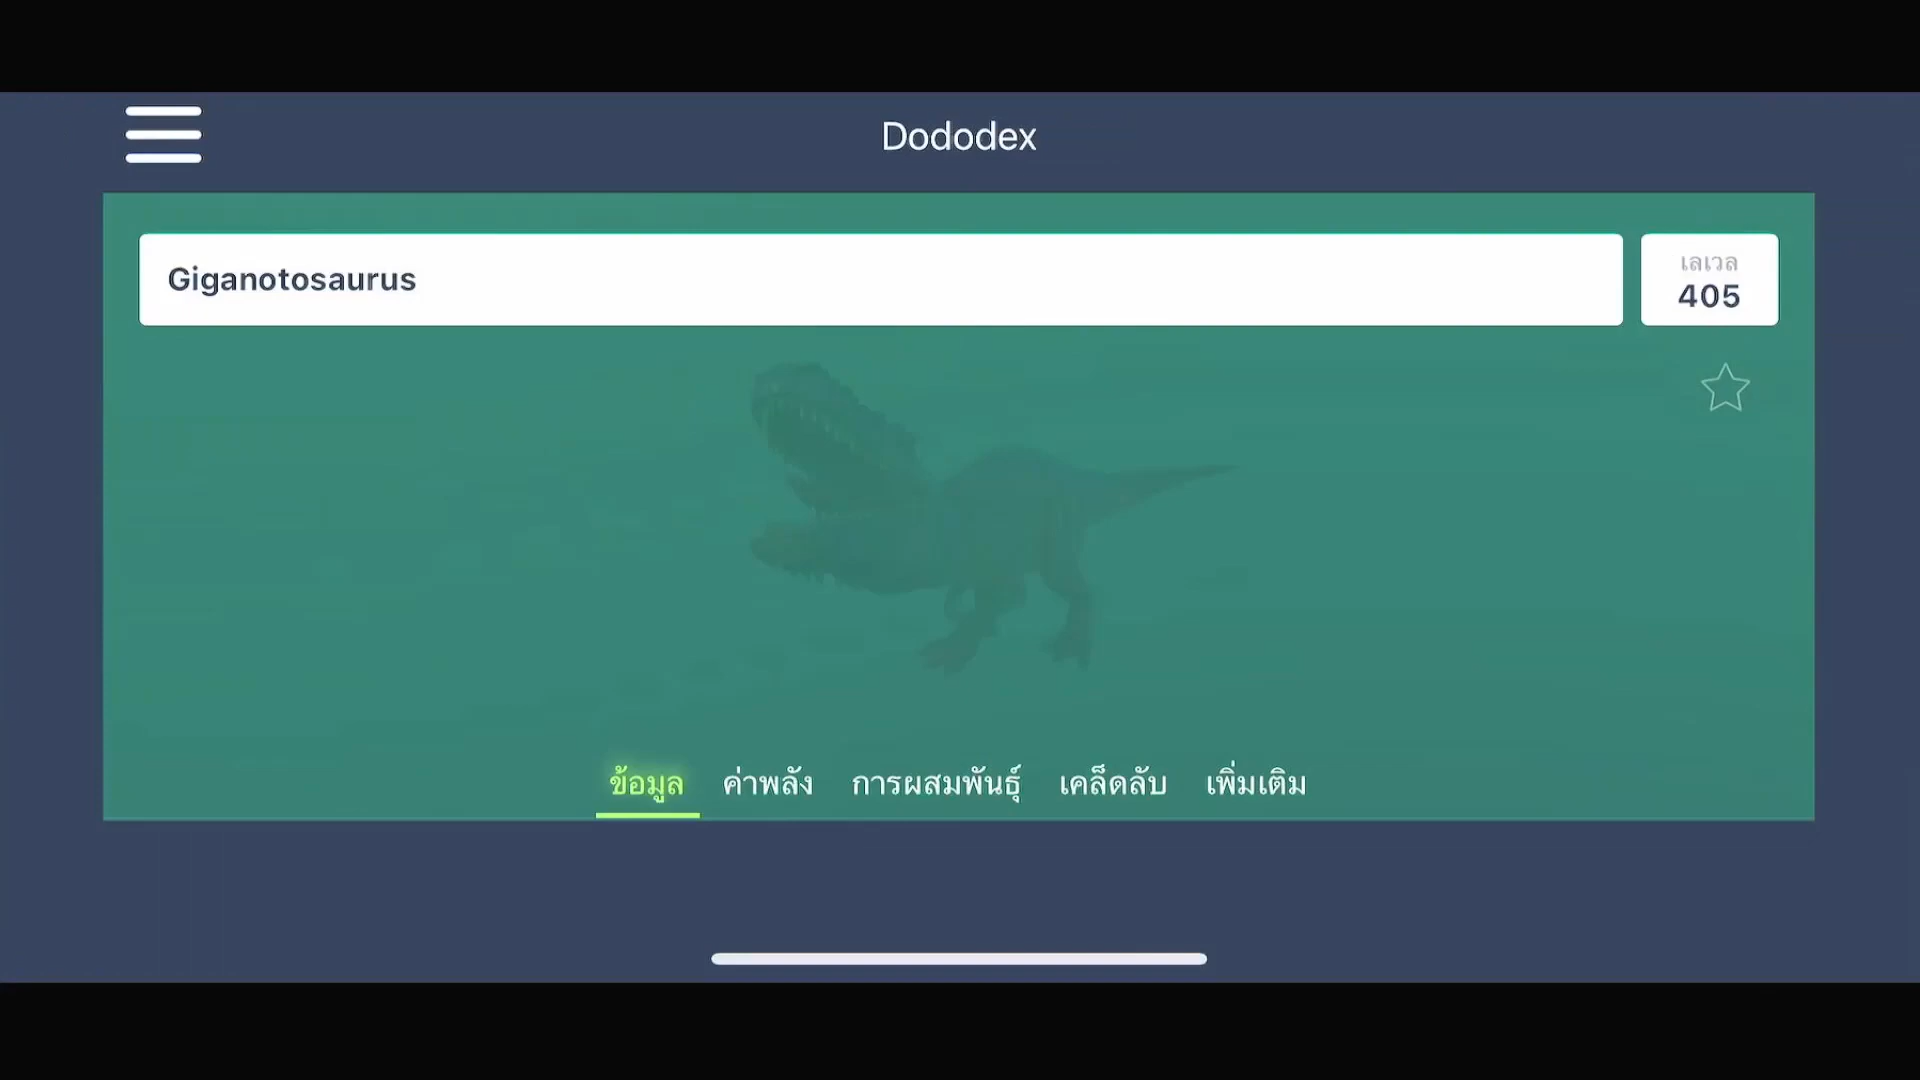 Dododex
Giganotosaurus
เลเวล
405
ข้อมูล ค่าพลัง การผสมพันธุ์ เคล็ดลับ เพิ่มเติม